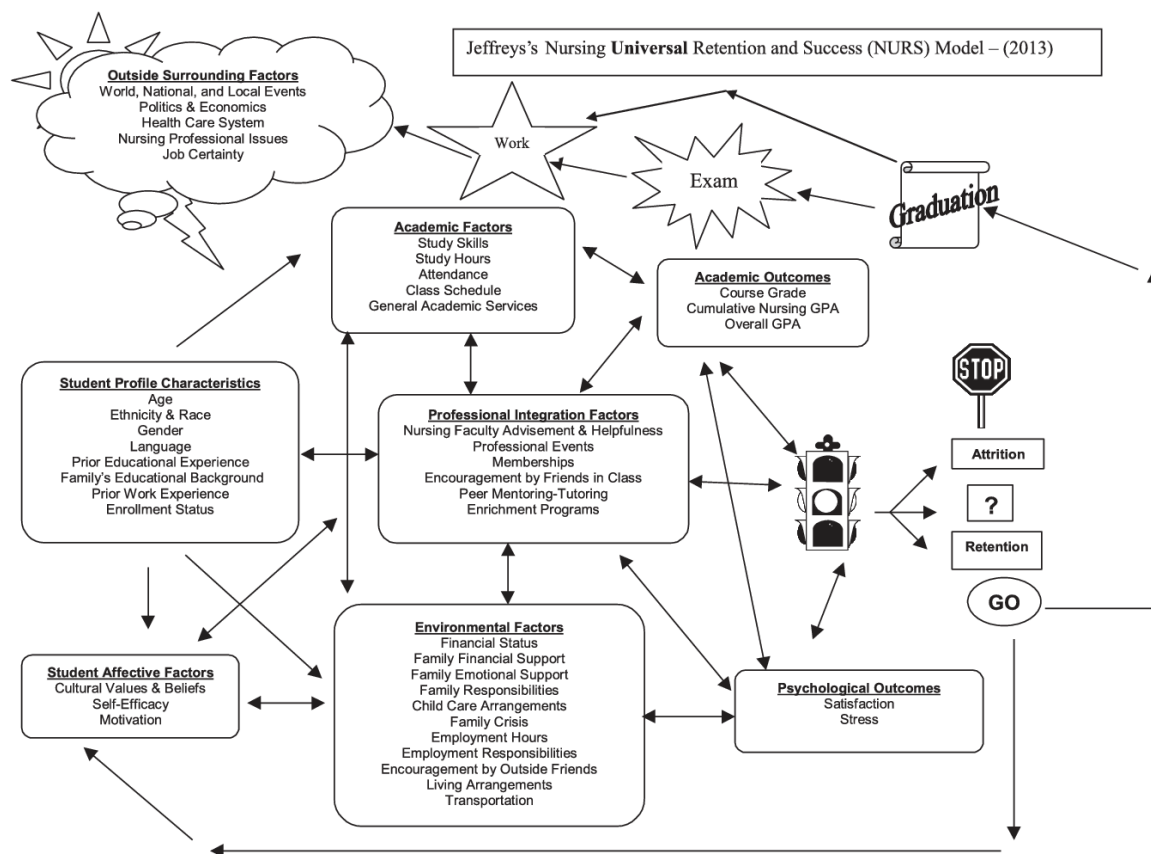 Jeffreys's Nursing Universal Retention and Success (NURS) Model – (2013)
Outside Surrounding Factors
World, National, and Local Events
Politics & Economics
Health Care System
Nursing Professional Issues
Job Certainty
Work
Exam
Graduation
Academic Factors
Study Skills
Study Hours
Attendance
Class Schedule
General Academic Services
Academic Outcomes
Course Grade
Cumulative Nursing GPA
Overall GPA
Student Profile Characteristics
Age
Ethnicity & Race
Gender
Language
Prior Educational Experience
Family's Educational Background
Prior Work Experience
Enrollment Status
Professional Integration Factors
Nursing Faculty Advisement & Helpfulness
Professional Events
Memberships
Encouragement by Friends in Class
Peer Mentoring-Tutoring
Enrichment Programs
STOP
Attrition
?
Retention
GO
Student Affective Factors
Cultural Values & Beliefs
Self-Efficacy
Motivation
Environmental Factors
Financial Status
Family Financial Support
Family Emotional Support
Family Responsibilities
Child Care Arrangements
Family Crisis
Employment Hours
Employment Responsibilities
Encouragement by Outside Friends
Living Arrangements
Transportation
Psychological Outcomes
Satisfaction
Stress